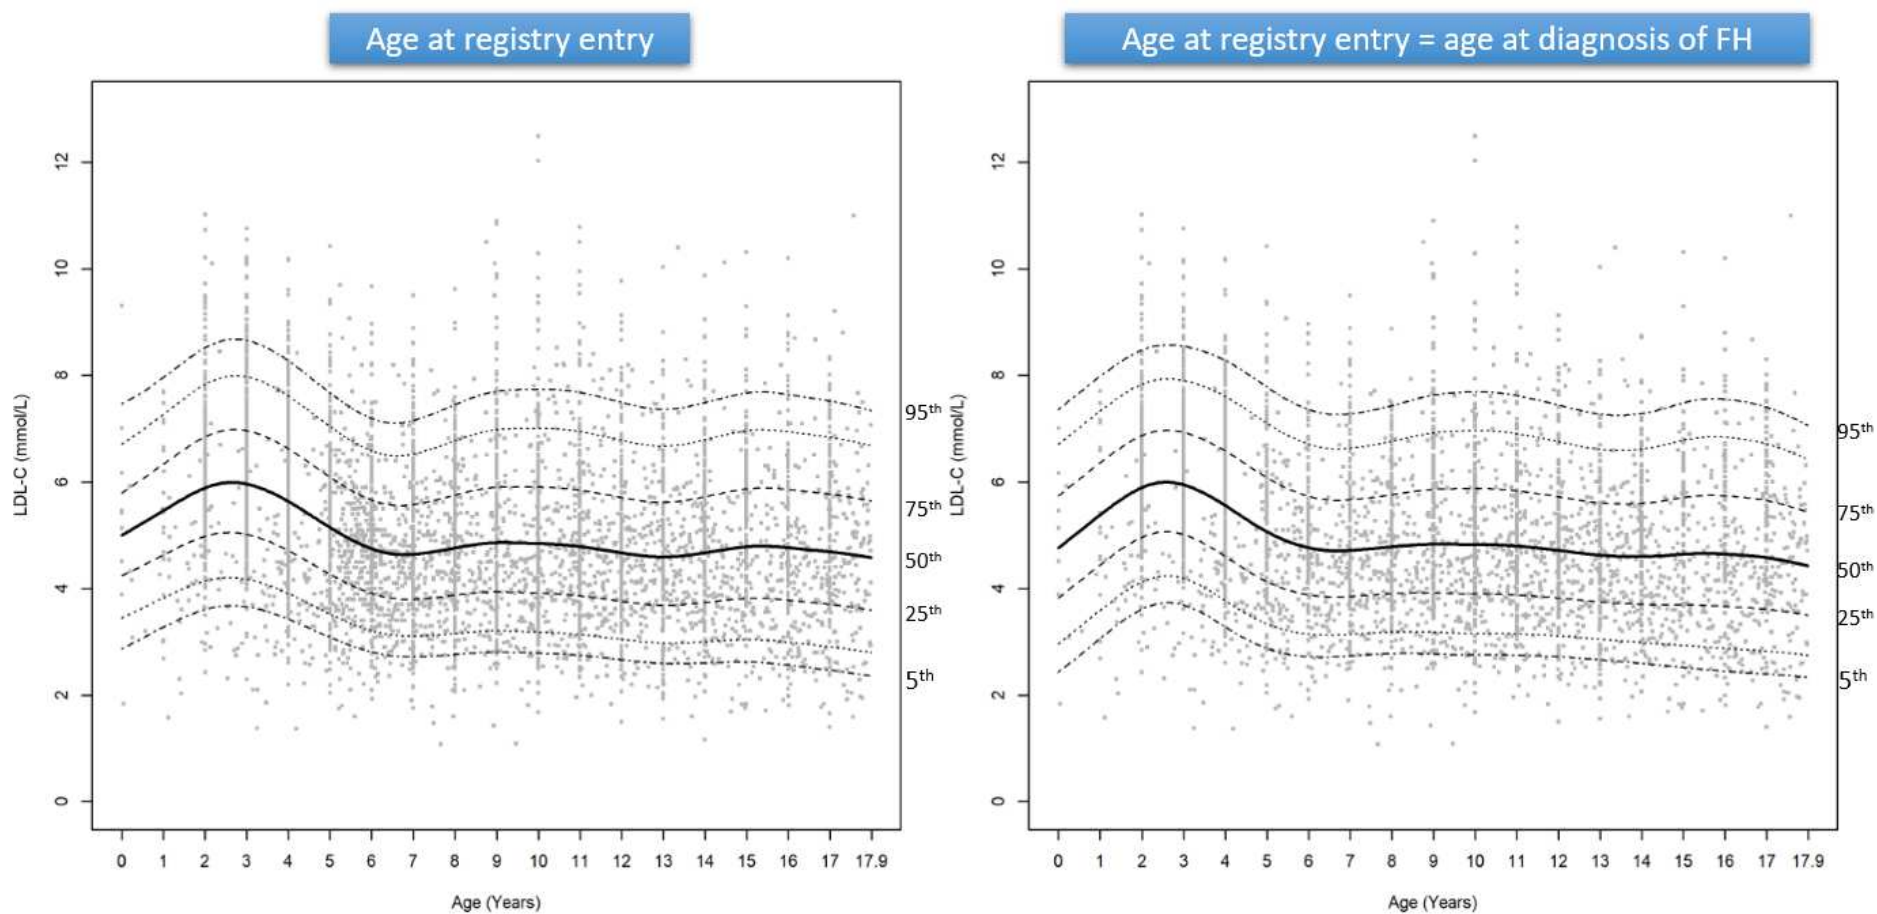 Age at registry entry
LDL-C (mmol/L)
12
10
8
6
4
2
0
95th
75th
50th
25th
5th
0 1 2 3 4 5 6 7 8 9 10 11 12 13 14 15 16 17 17.9
Age (Years)
Age at registry entry = age at diagnosis of FH
LDL-C (mmol/L)
12
10
8
6
4
2
0
95th
75th
50th
25th
5th
0 1 2 3 4 5 6 7 8 9 10 11 12 13 14 15 16 17 17.9
Age (Years)